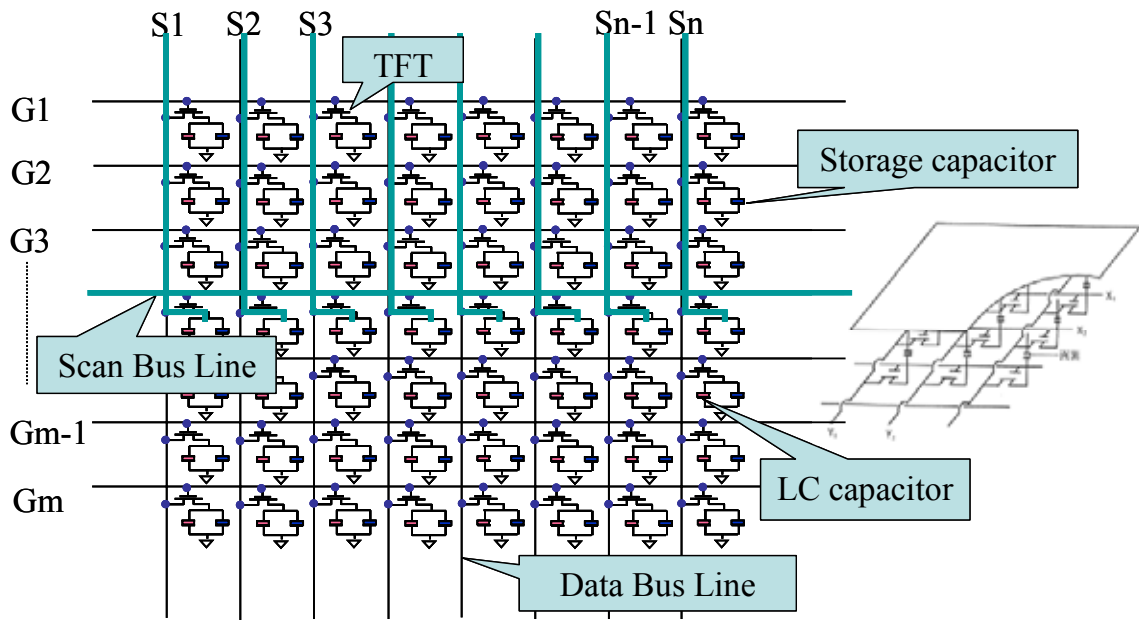 S1 S2 S3 Sn-1 Sn
TFT
G1
G2
Storage capacitor
G3
Scan Bus Line
Gm-1
LC capacitor
Gm
Data Bus Line